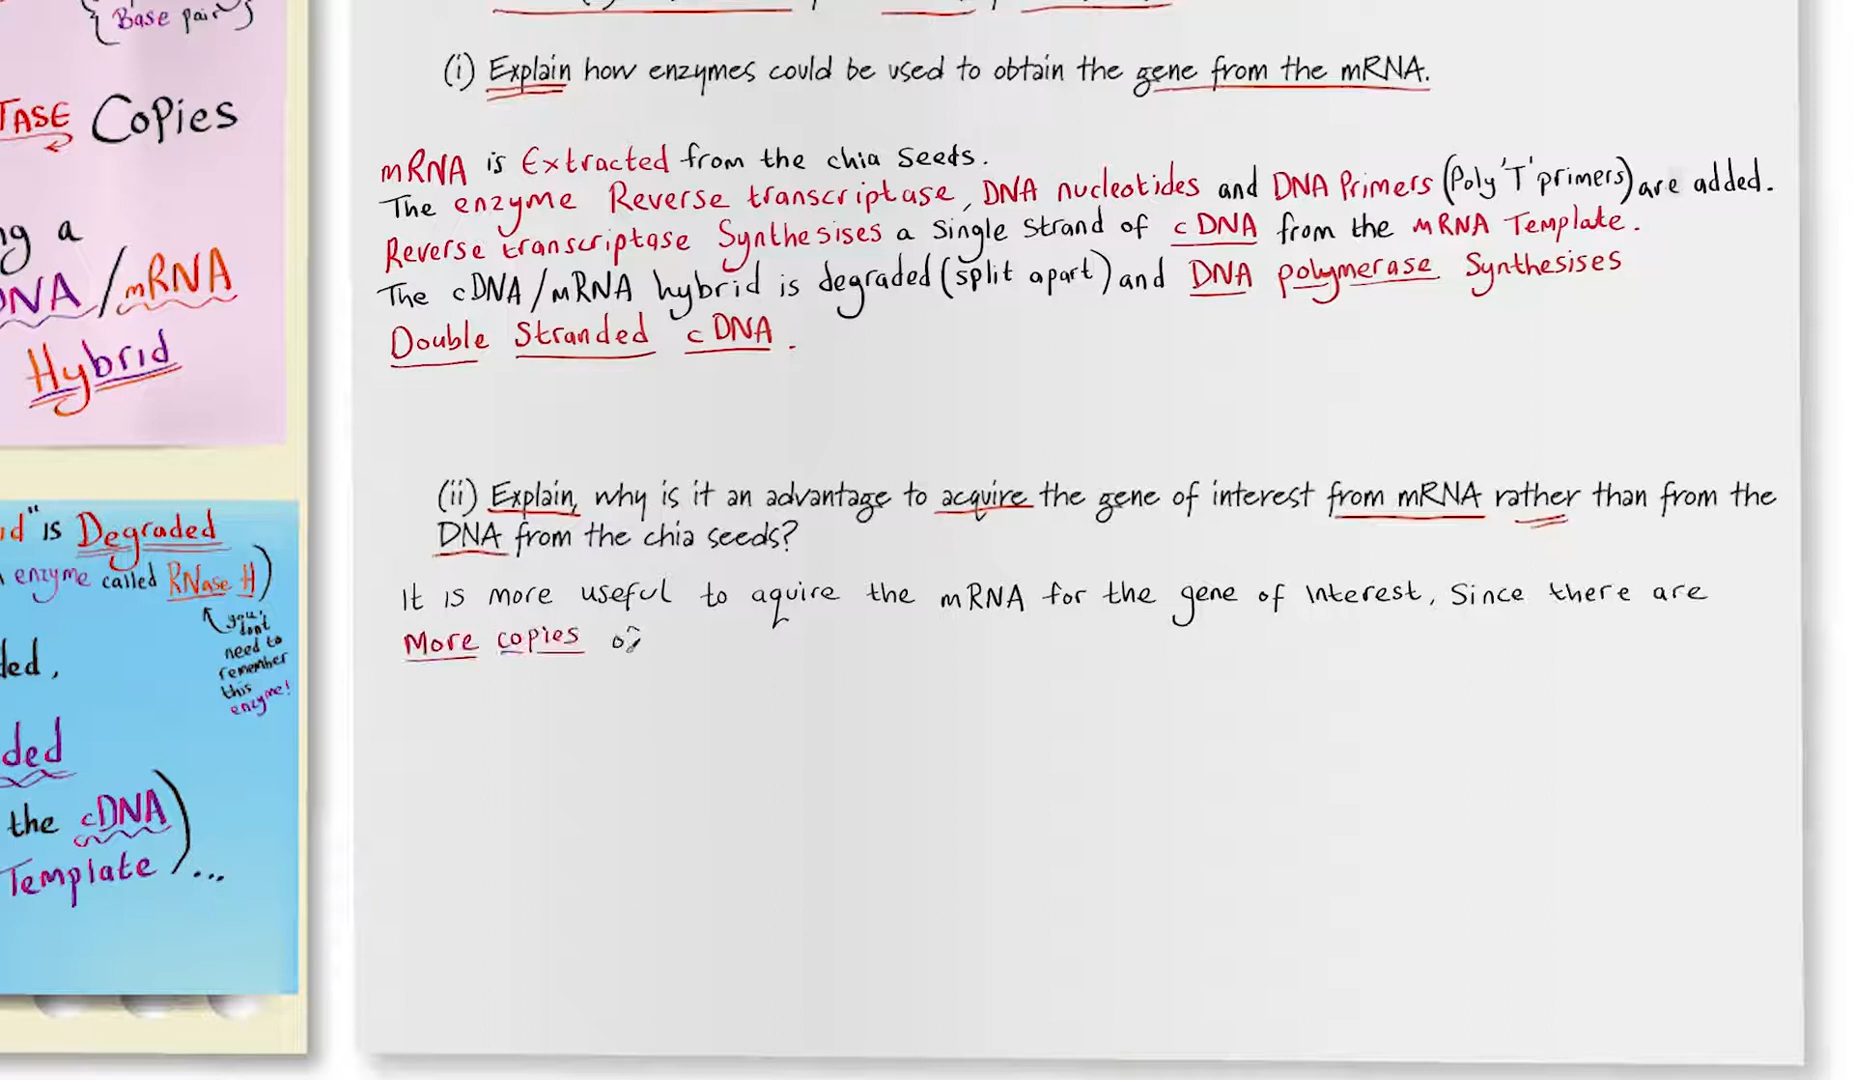 {Base pair}
TASE Copies
ng a
DNA/mRNA
Hybrid
id" is Degraded
enzyme called RNase H)
you don't
need to
remember
this
enzyme!
ded,
ded
the cDNA)
Template)...
(i) Explain how enzymes could be used to obtain the gene from the mRNA.
mRNA is Extracted from the chia seeds.
The enzyme Reverse transcriptase, DNA nucleotides and DNA Primers (Poly 'T' primers) are added.
Reverse transcriptase Synthesises a Single Strand of cDNA from the mRNA Template.
The cDNA/mRNA hybrid is degraded (split apart) and DNA polymerase Synthesises
Double Stranded cDNA.
(ii) Explain, why is it an advantage to acquire the gene of interest from mRNA rather than from the
DNA from the chia seeds?
It is more useful to aquire the mRNA for the gene of Interest, Since there are
More copies